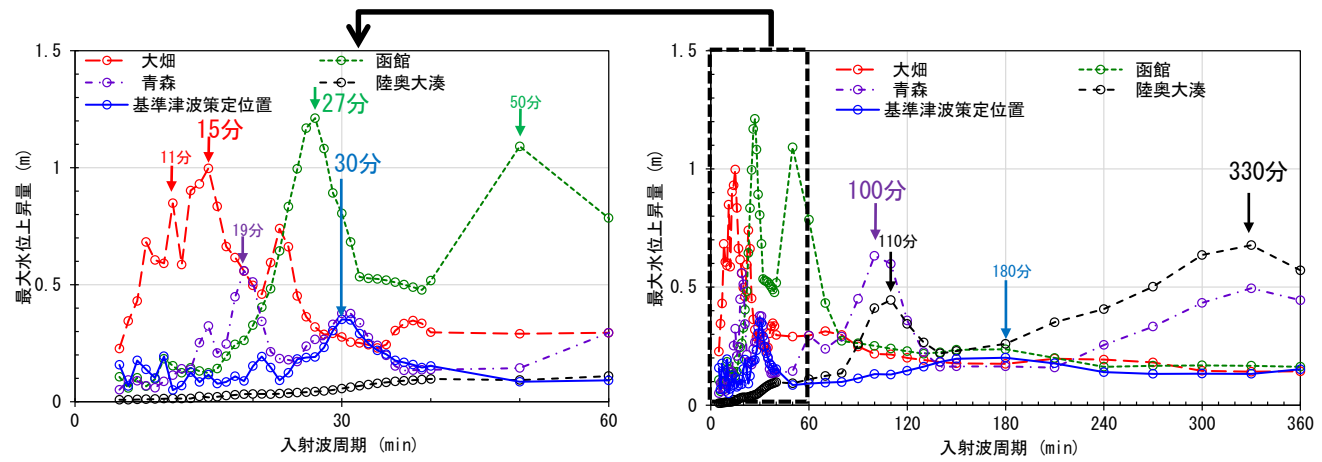 1.5
1
0.5
0
0
30
60
最大水位上昇量 (m)
入射波周期 (min)
大畑
函館
青森
陸奥大湊
基準津波策定位置
11分
15分
19分
27分
30分
50分
1.5
1
0.5
0
0
60
120
180
240
300
360
最大水位上昇量 (m)
入射波周期 (min)
大畑
函館
青森
陸奥大湊
基準津波策定位置
100分
110分
180分
330分